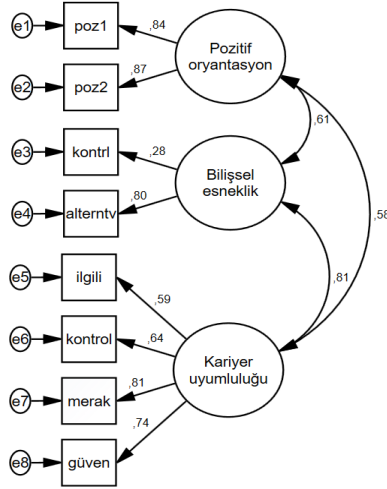 e1
poz1
,84
Pozitif
oryantasyon
e2
poz2
,87
,61
e3
kontrl
,28
Bilişsel
esneklik
,58
e4
alterntv
,80
e5
ilgili
,59
,81
e6
kontrol
,64
Kariyer
uyumluluğu
e7
merak
,81
e8
güven
,74